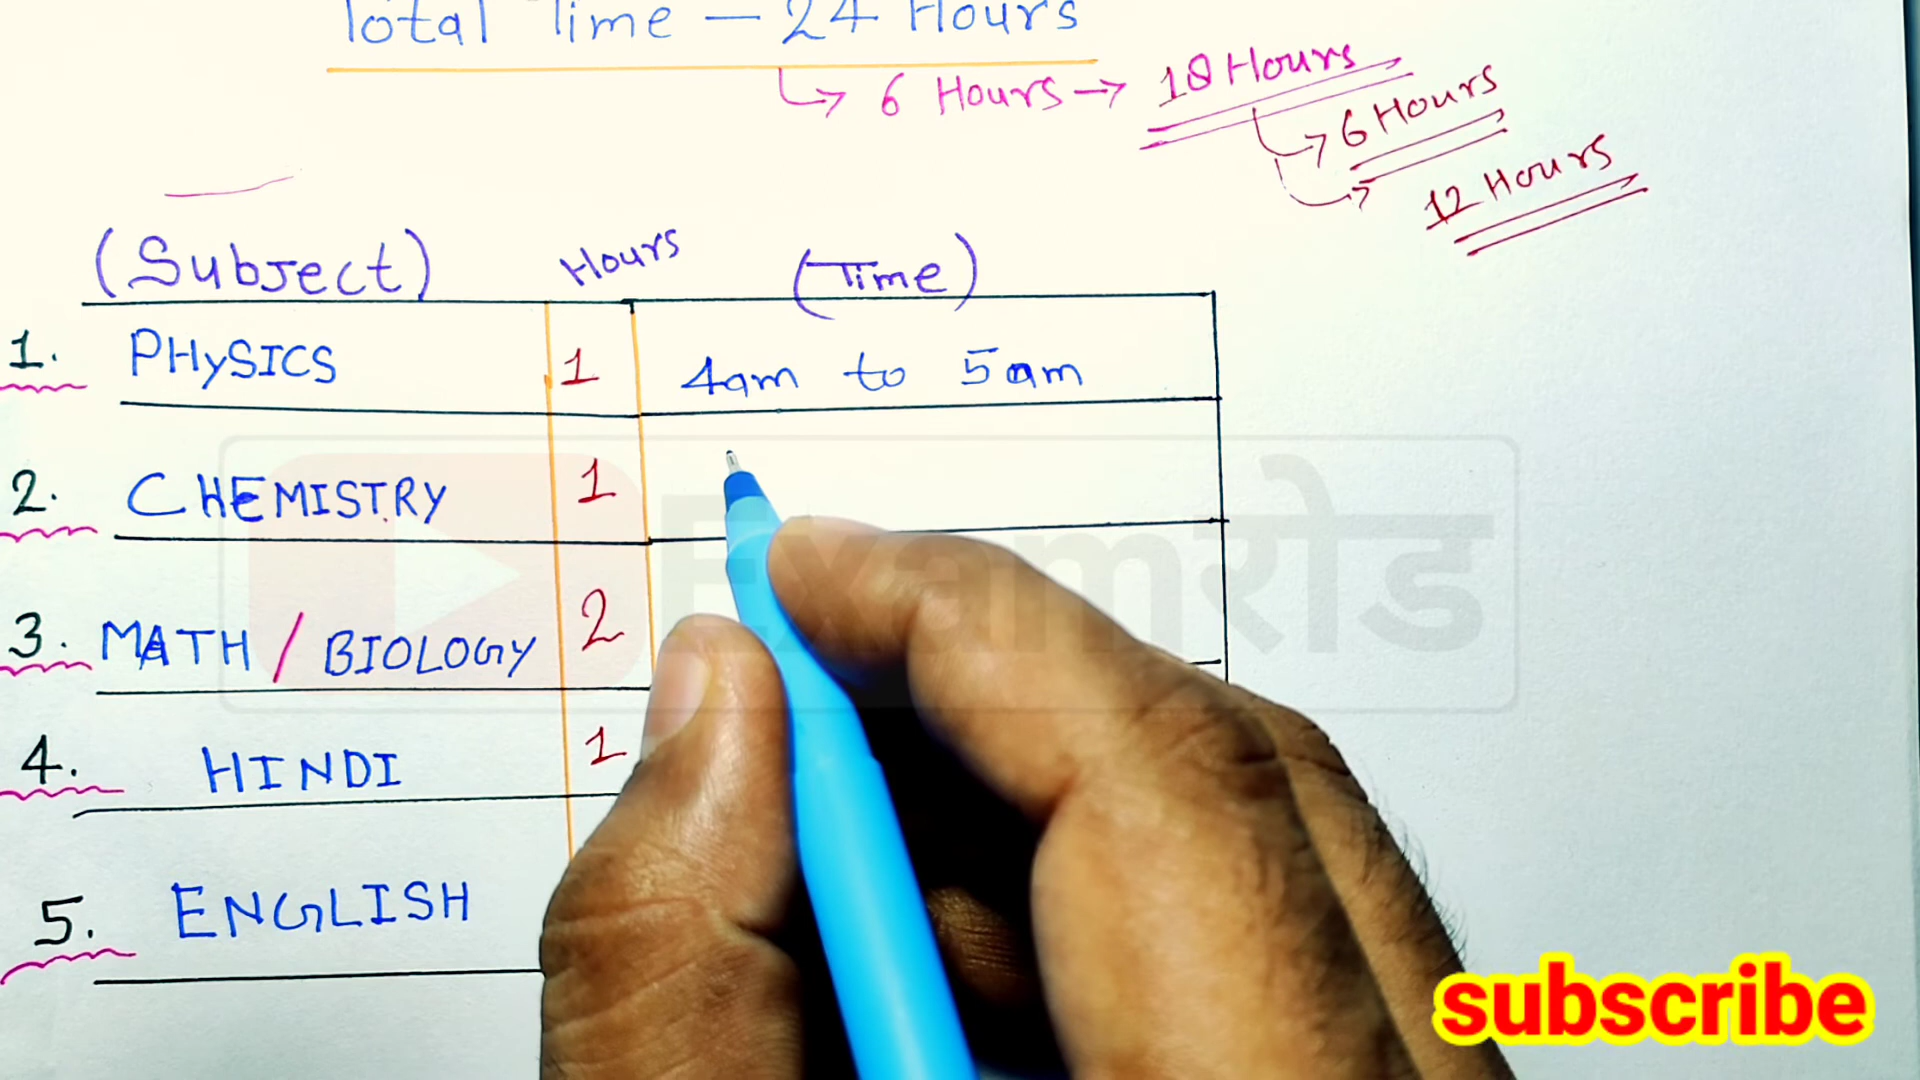 Total Time – 24 Hours
↳ 6 Hours → 18 Hours
↳ 6 Hours
↳ 12 Hours
(Subject) Hours (Time)
1. PHySICS 1 4am to 5am
2. CHEMISTRY 1
3. MATH / BIOLOGY 2
4. HINDI 1
5. ENGLISH
Examरोड
subscribe